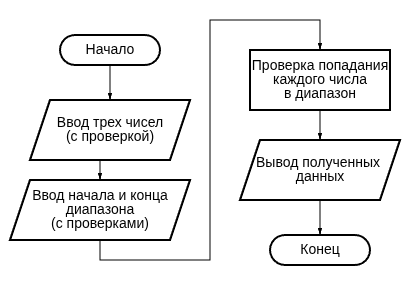 Начало
Ввод трех чисел
(с проверкой)
Ввод начала и конца
диапазона
(с проверками)
Проверка попадания
каждого числа
в диапазон
Вывод полученных
данных
Конец